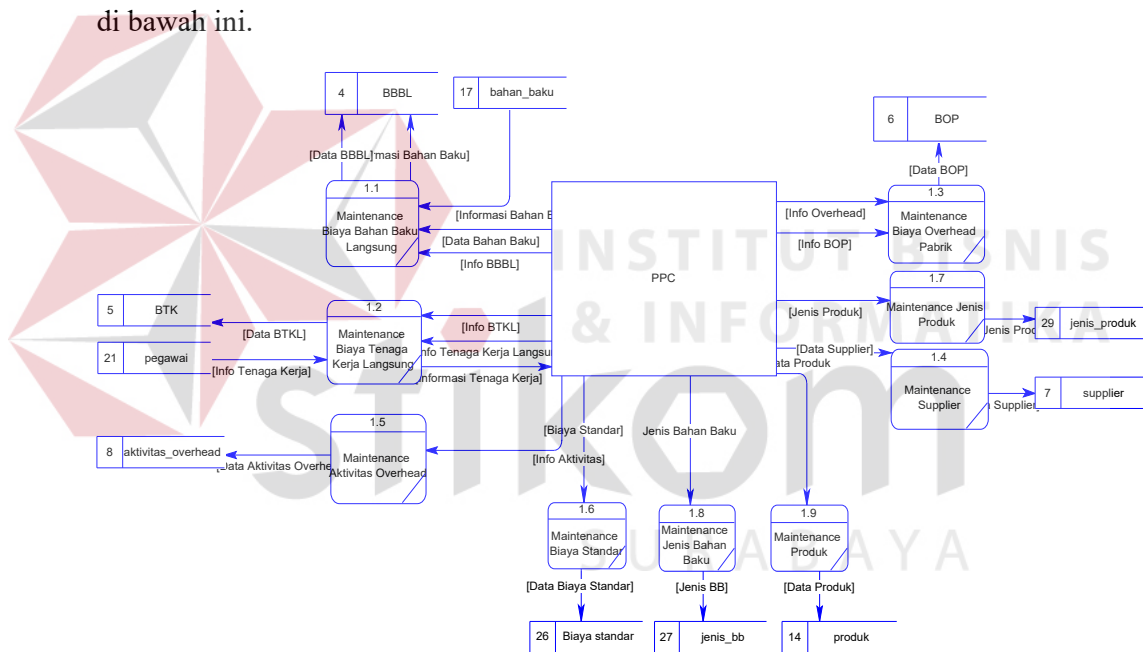 di bawah ini.
4 BBBL
17 bahan_baku
6 BOP
[Data BBBL]
rmasi Bahan Baku]
[Data BOP]
1.1
Maintenance
Biaya Bahan Baku
Langsung
[Informasi Bahan B
[Data Bahan Baku]
[Info BBBL]
PPC
[Info Overhead]
[Info BOP]
1.3
Maintenance
Biaya Overhead
Pabrik
INSTITUT BISNIS
& INFORMATIKA
1.7
Maintenance Jenis
Produk
[Jenis Produk]
Jenis Prod
29 jenis_produk
5 BTK
[Data BTKL]
21 pegawai
[Info Tenaga Kerja]
1.2
Maintenance
Biaya Tenaga
Kerja Langsung
[Info BTKL]
nfo Tenaga Kerja Langsu
[Informasi Tenaga Kerja]
[Data Supplier]
ata Produk
1.4
Maintenance
Supplier
Supplier]
7 supplier
stikom
8 aktivitas_overhead
[Data Aktivitas Overhe
1.5
Maintenance
Aktivitas Overhead
[Biaya Standar]
[Info Aktivitas]
Jenis Bahan Baku
1.6
Maintenance
Biaya Standar
1.8
Maintenance
Jenis Bahan
Baku
1.9
Maintenance
Produk
SURABAYA
[Data Biaya Standar]
[Jenis BB]
[Data Produk]
26 Biaya standar
27 jenis_bb
14 produk